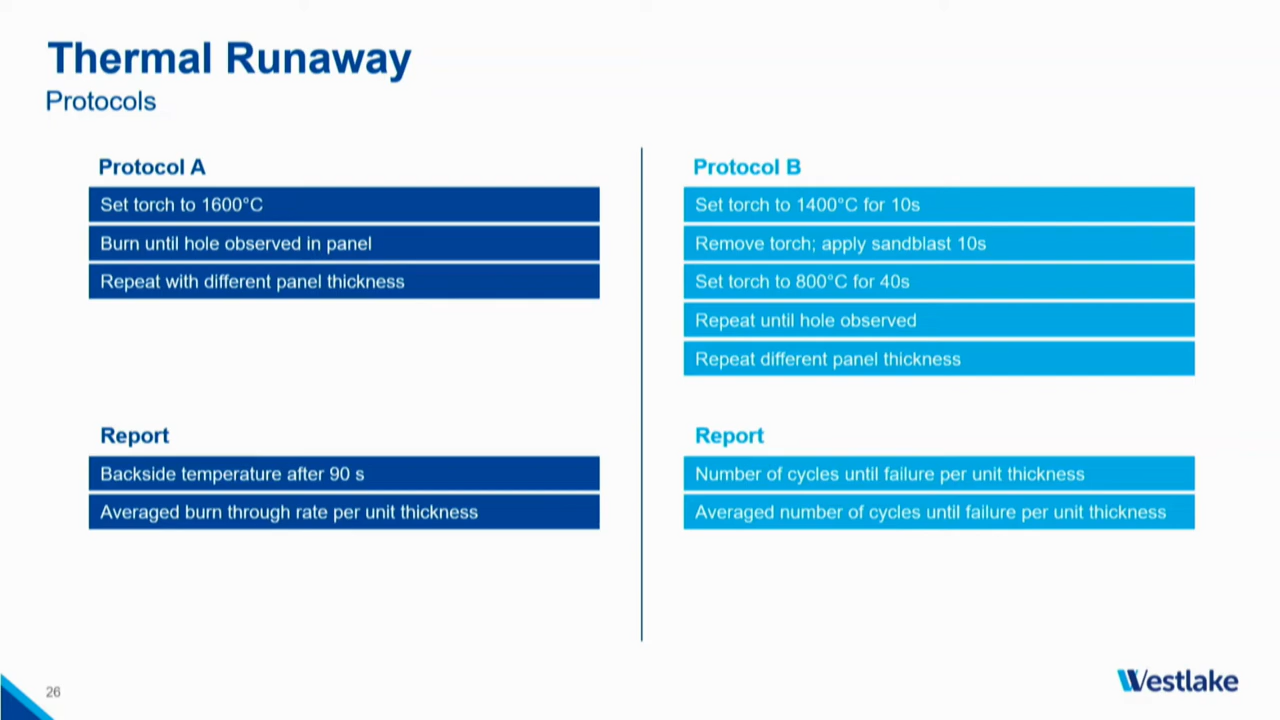 Thermal Runaway
Protocols
Protocol A
Set torch to 1600°C
Burn until hole observed in panel
Repeat with different panel thickness
Report
Backside temperature after 90 s
Averaged burn through rate per unit thickness
Protocol B
Set torch to 1400°C for 10s
Remove torch; apply sandblast 10s
Set torch to 800°C for 40s
Repeat until hole observed
Repeat different panel thickness
Report
Number of cycles until failure per unit thickness
Averaged number of cycles until failure per unit thickness
26
Westlake